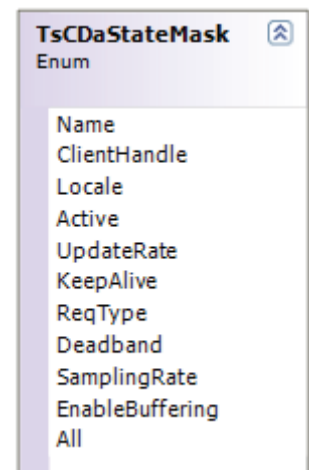 TsCDaStateMask
Enum
Name
ClientHandle
Locale
Active
UpdateRate
KeepAlive
ReqType
Deadband
SamplingRate
EnableBuffering
All